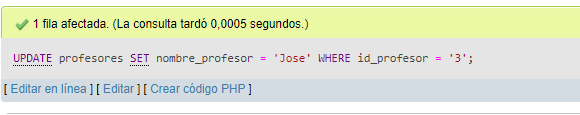 1 fila afectada. (La consulta tardó 0,0005 segundos.)
UPDATE profesores SET nombre_profesor = 'Jose' WHERE id_profesor = '3';
[ Editar en línea ] [ Editar ] [ Crear código PHP ]